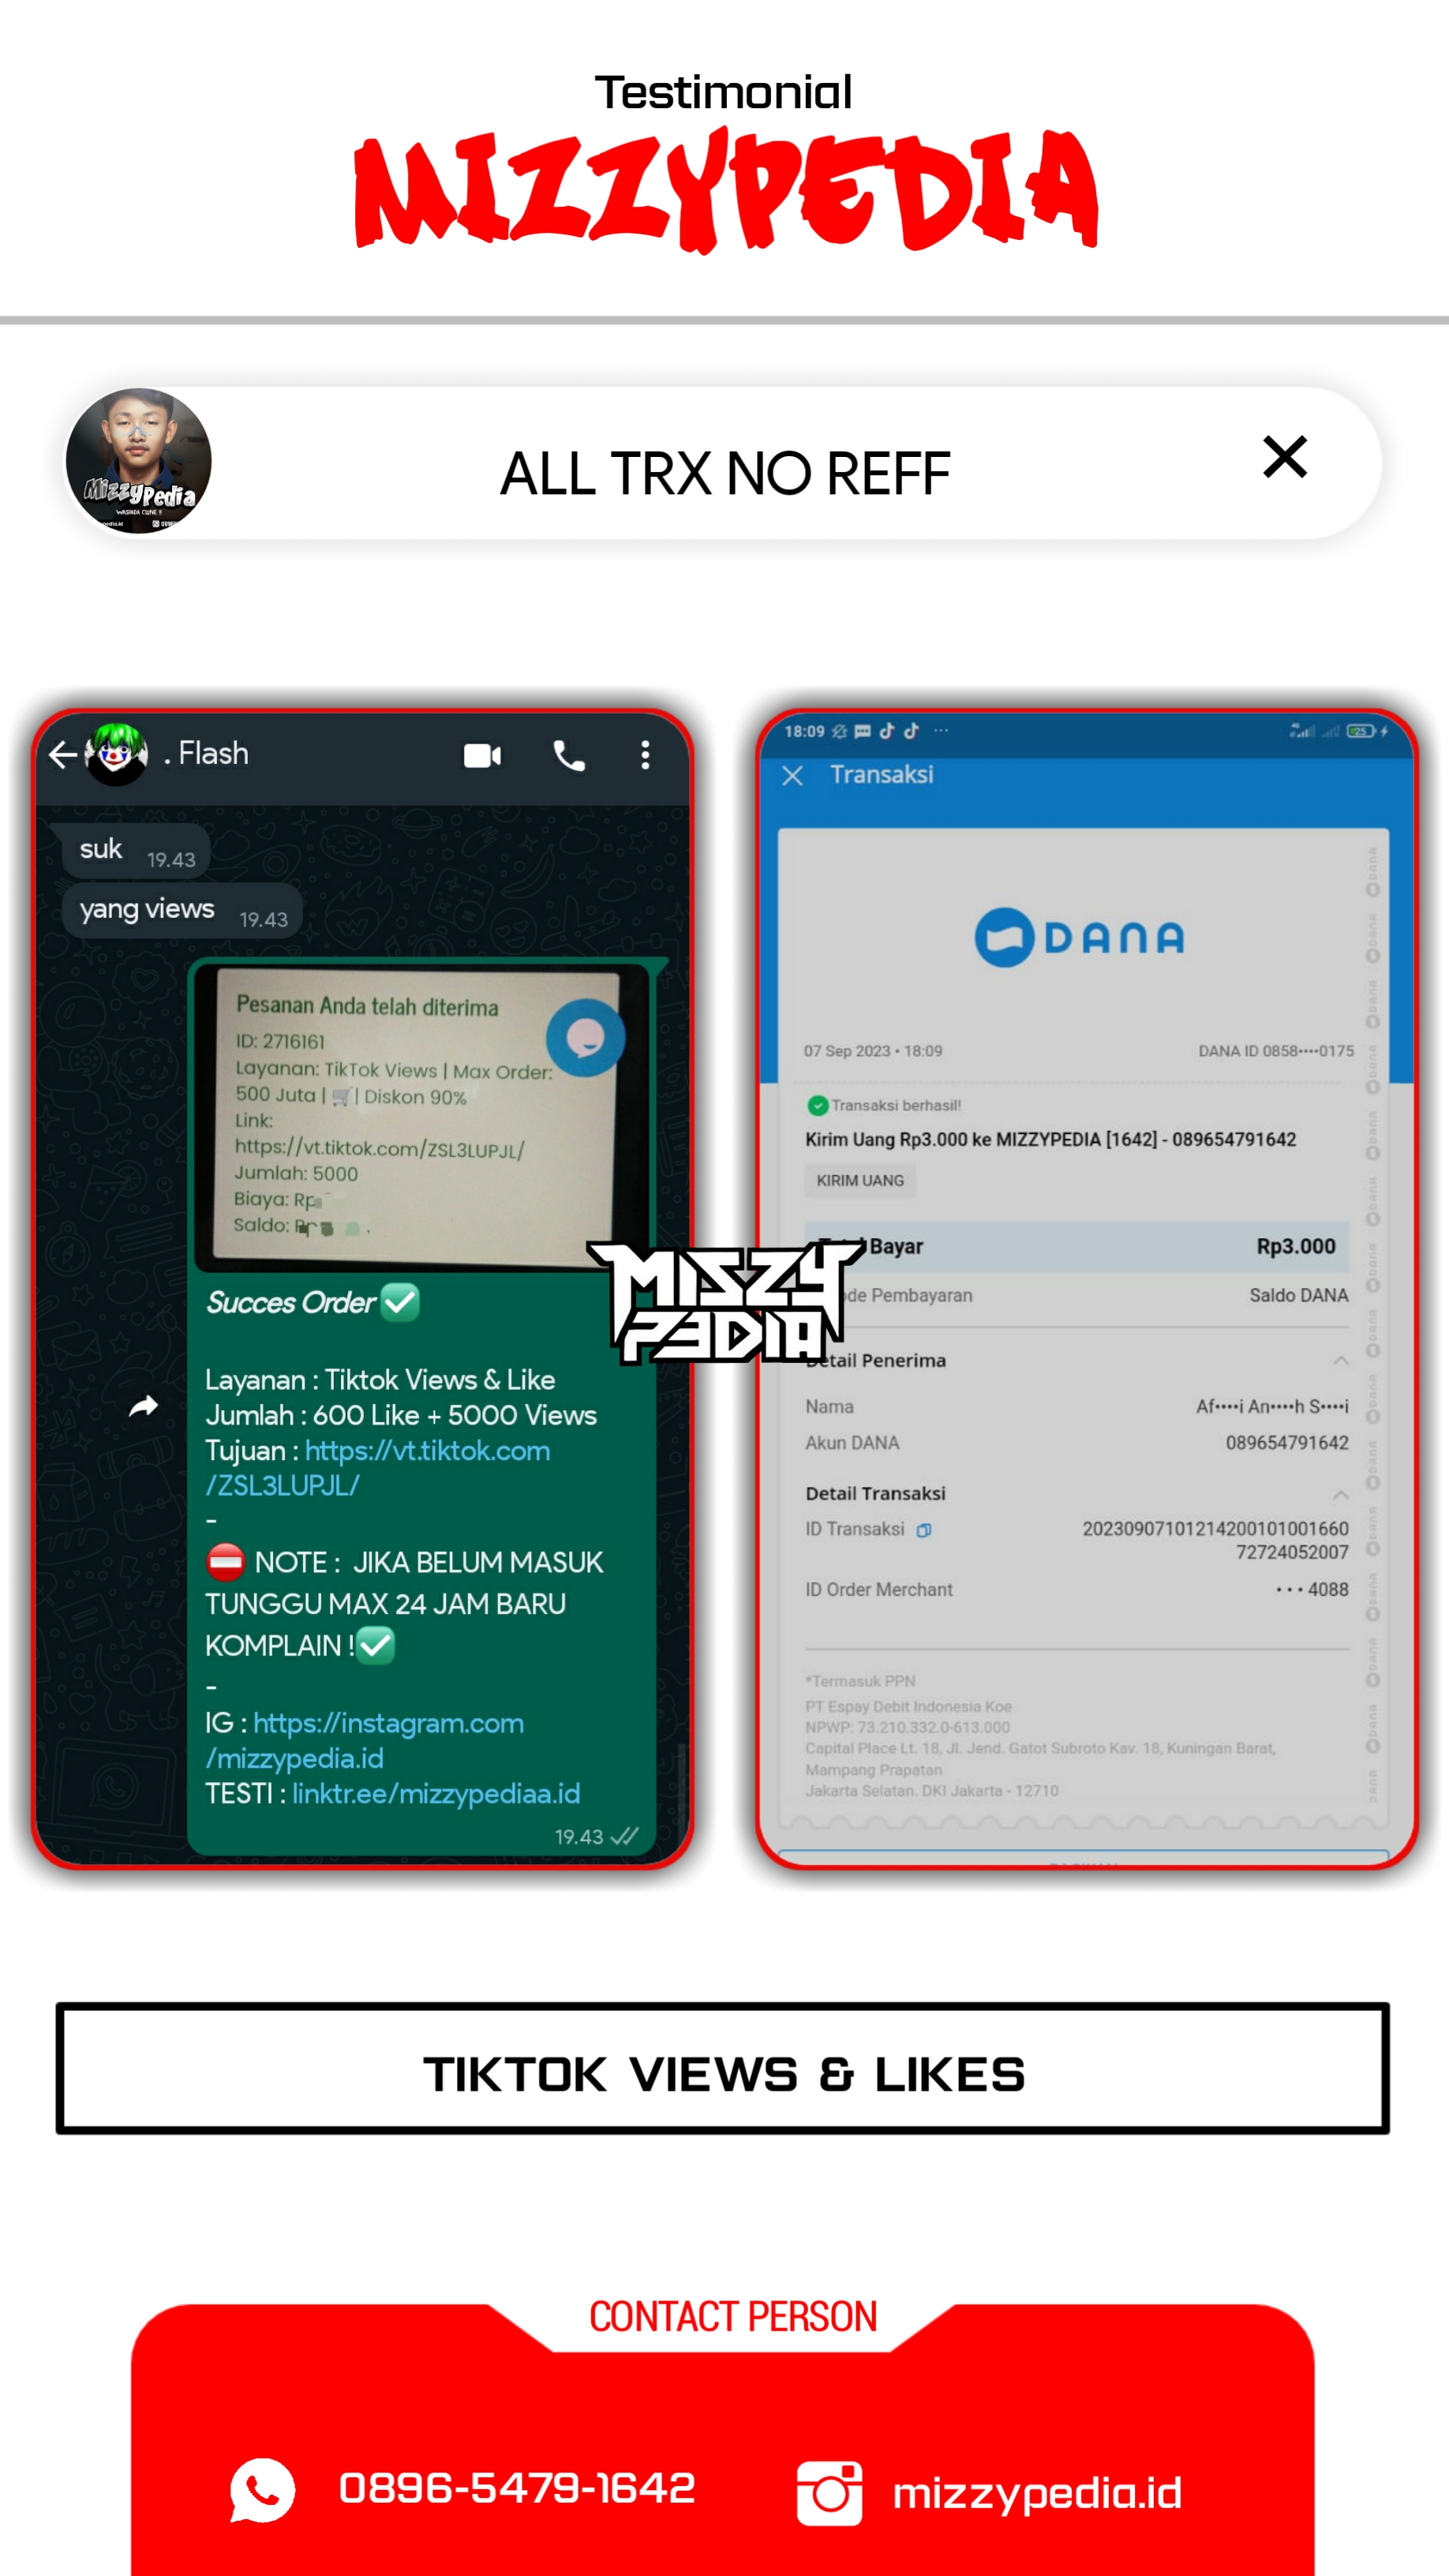 Testimonial
MIZZYPEDIA
MizzyPedia
ALL TRX NO REFF
. Flash
suk 19.43
yang views 19.43
Pesanan Anda telah diterima
ID: 2716161
Layanan: TikTok Views | Max Order:
500 Juta | 🛒 | Diskon 90%
Link:
https://vt.tiktok.com/ZSL3LUPJL/
Jumlah: 5000
Biaya: Rp
Saldo:
Succes Order ✅
Layanan : Tiktok Views & Like
Jumlah : 600 Like + 5000 Views
Tujuan : https://vt.tiktok.com
/ZSL3LUPJL/
-
⛔ NOTE : JIKA BELUM MASUK
TUNGGU MAX 24 JAM BARU
KOMPLAIN !✅
-
IG : https://instagram.com
/mizzypedia.id
TESTI : linktr.ee/mizzypediaa.id
19.43
MIZZY
P3DIA
18:09
25
Transaksi
DANA
07 Sep 2023 • 18:09 DANA ID 0858••••0175
Transaksi berhasil!
Kirim Uang Rp3.000 ke MIZZYPEDIA [1642] - 089654791642
KIRIM UANG
Bayar Rp3.000
Pembayaran Saldo DANA
Detail Penerima
Nama Af••••i An••••h S••••i
Akun DANA 089654791642
Detail Transaksi
ID Transaksi 20230907101214200101001660
72724052007
ID Order Merchant • • • 4088
*Termasuk PPN
PT Espay Debit Indonesia Koe
NPWP: 73.210.332.0-613.000
Capital Place Lt. 18, Jl. Jend. Gatot Subroto Kav. 18, Kuningan Barat,
Mampang Prapatan
Jakarta Selatan. DKI Jakarta - 12710
TIKTOK VIEWS & LIKES
CONTACT PERSON
0896-5479-1642
mizzypedia.id